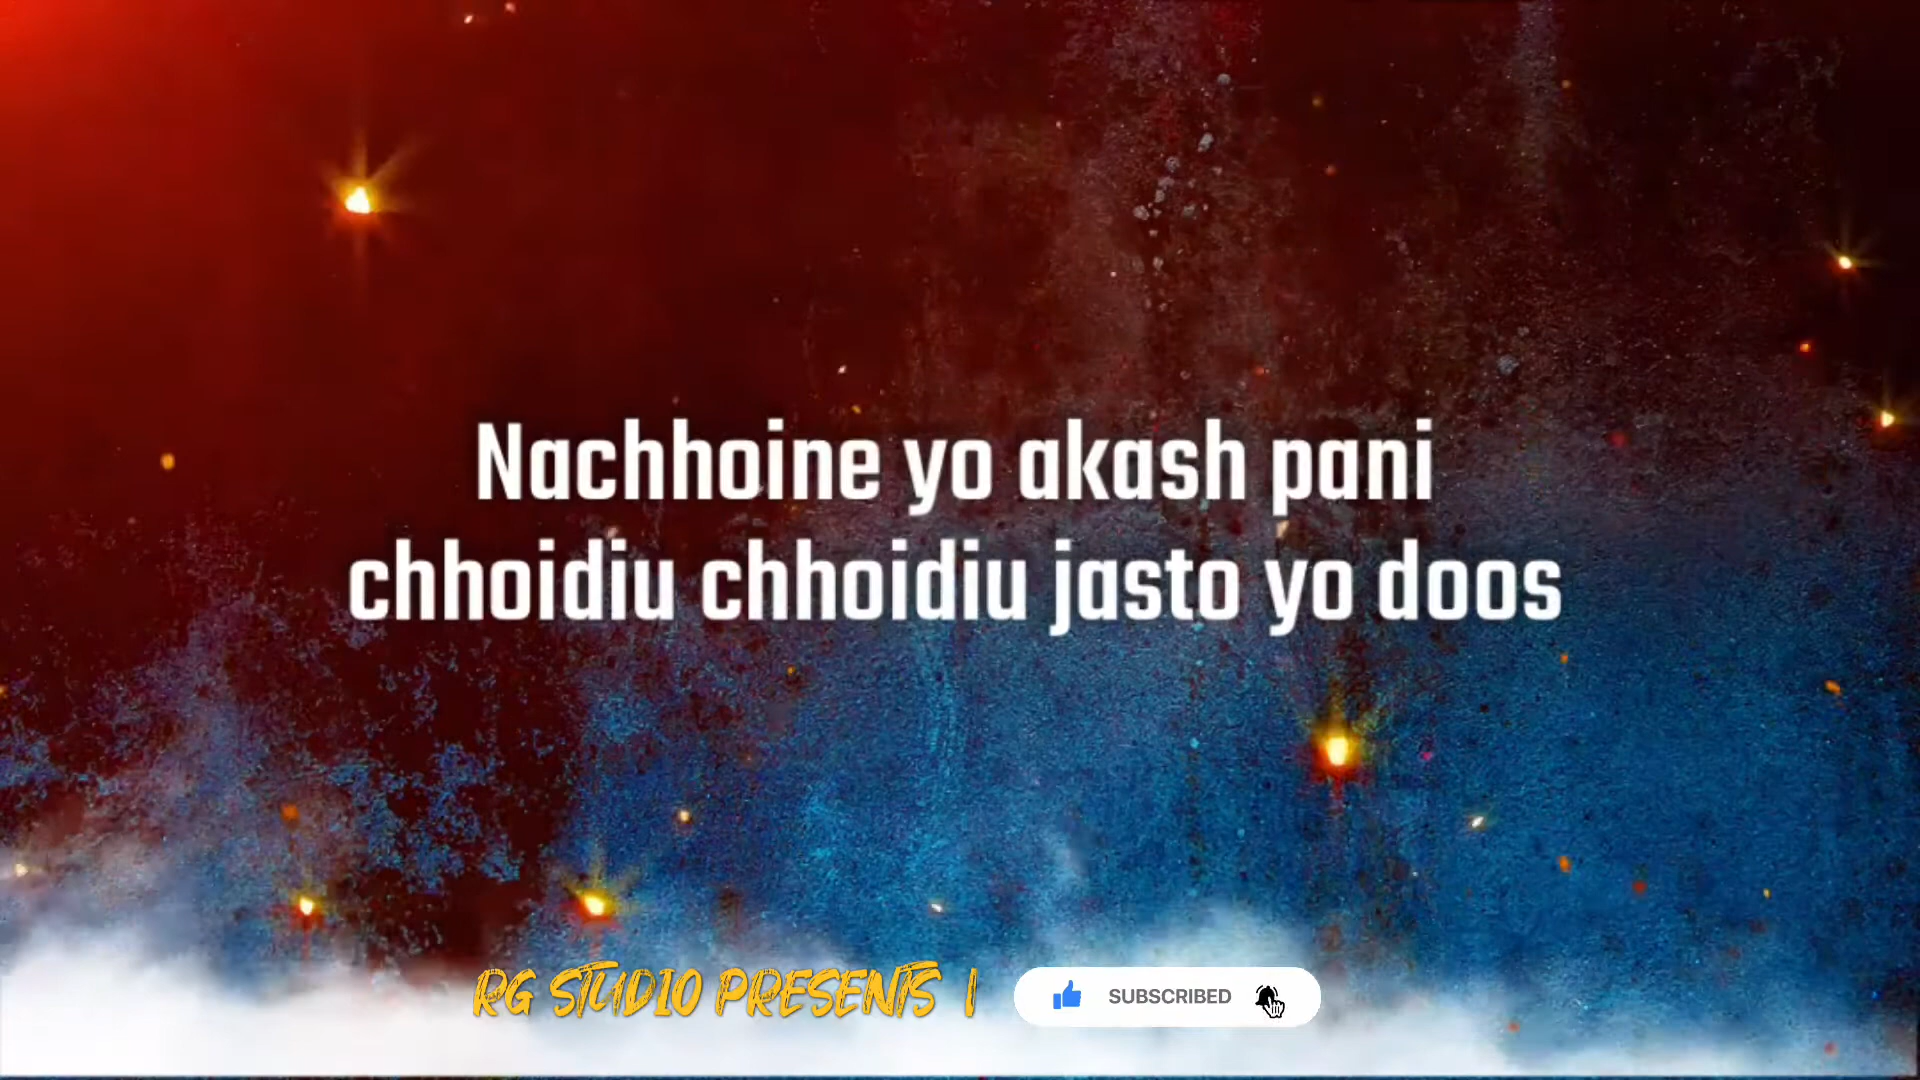 Nachhoine yo akash pani
chhoidiu chhoidiu jasto yo doos
RG STUDIO PRESENTS |
SUBSCRIBED